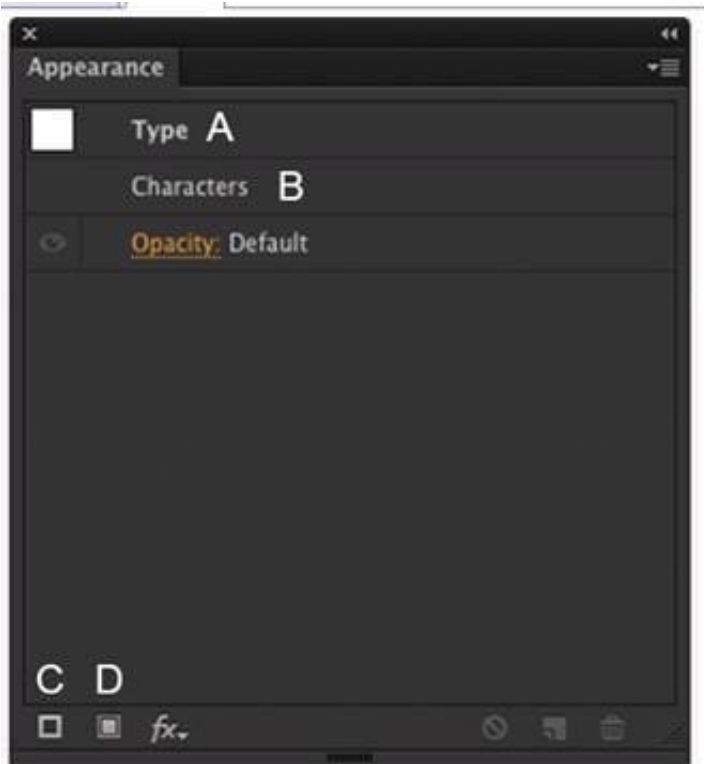 Appearance
Type A
Characters B
Opacity: Default
C D
fx